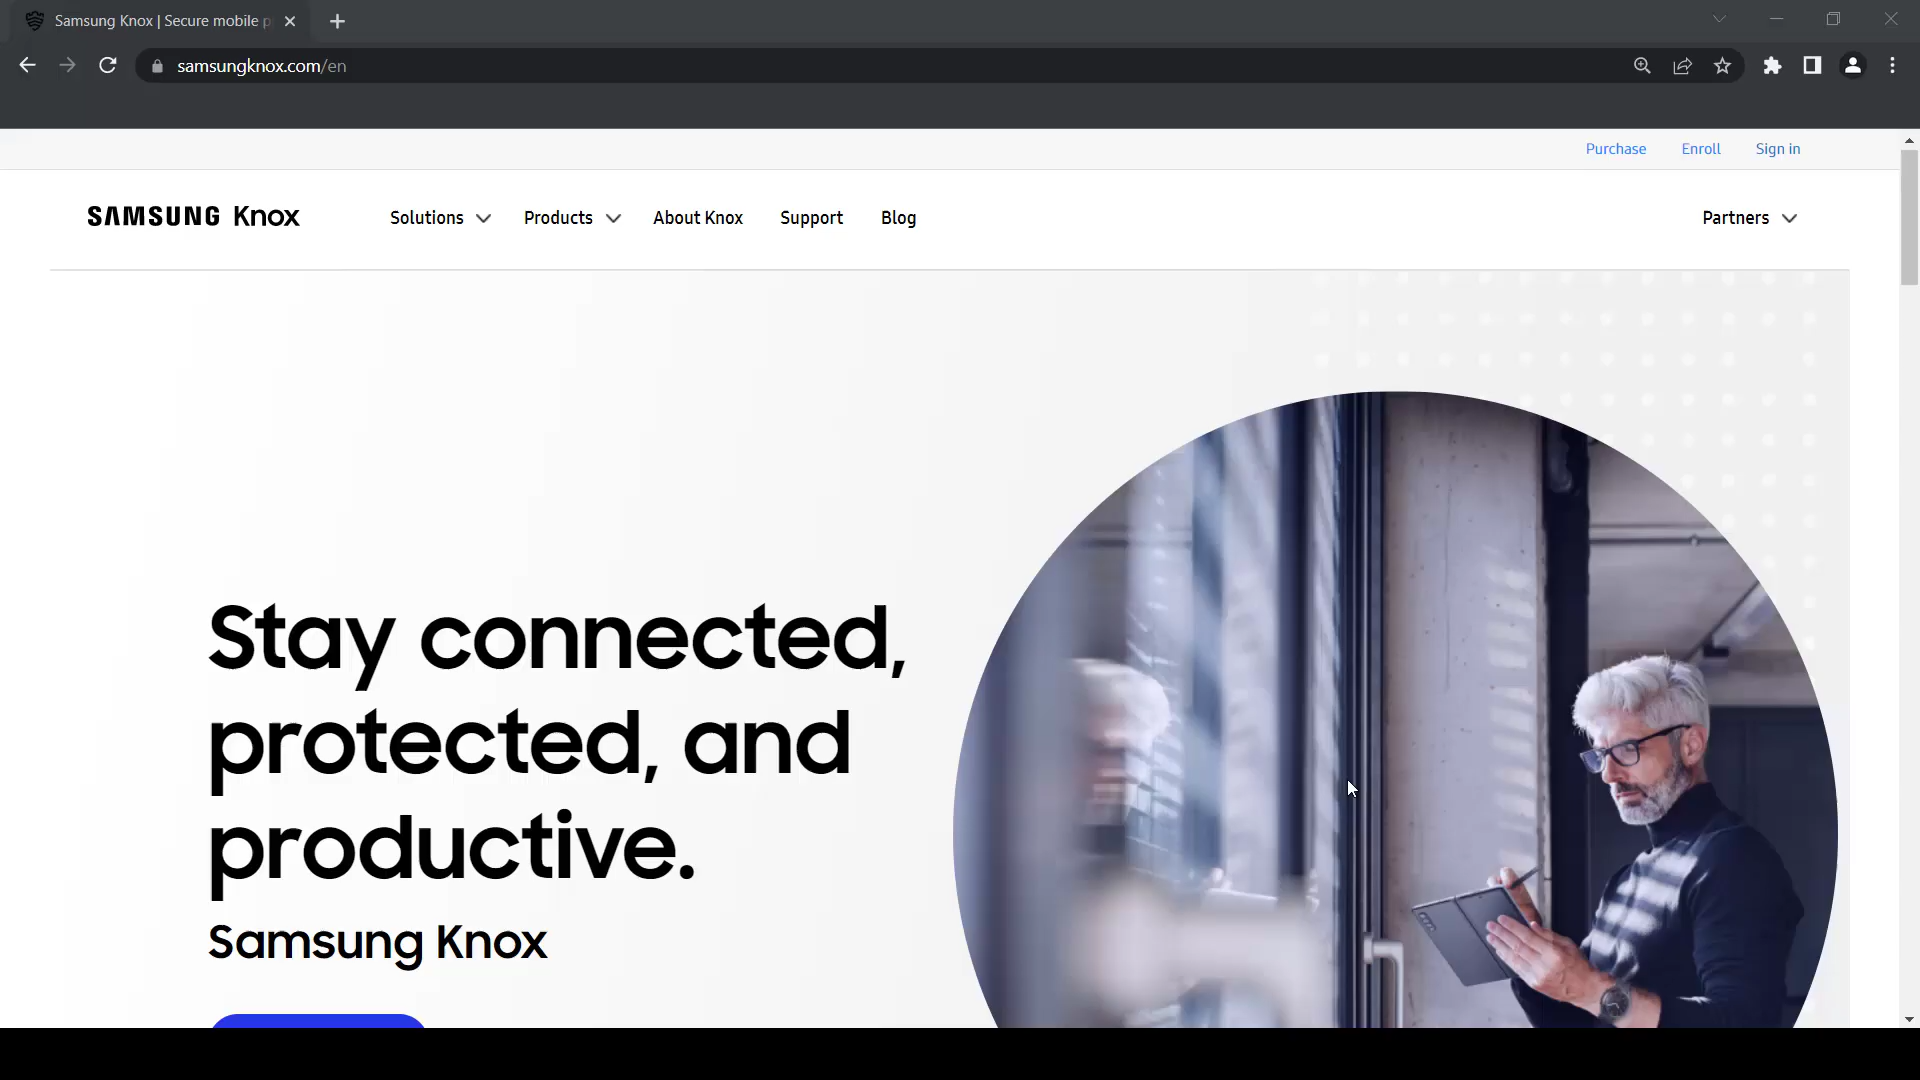 Samsung Knox | Secure mobile p
samsungknox.com/en
Purchase Enroll Sign in
SAMSUNG Knox Solutions Products About Knox Support Blog Partners
Stay connected,
protected, and
productive.
Samsung Knox